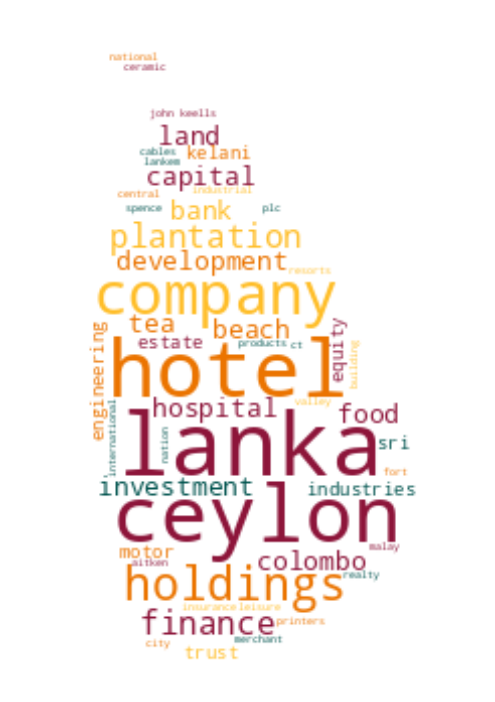 national
ceramic
john keells
land
cables kelani
lankem
capital
central industrial
spence bank plc
plantation
development
resorts
company
tea beach
engineering
estate products ct
equity
building
hotel
valley
hospital food
international
nation
lanka
sri
fort
investment industries
ceylon
malay
motor
aitken colombo
realty
holdings
insurance leisure
finance printers
merchant
city trust